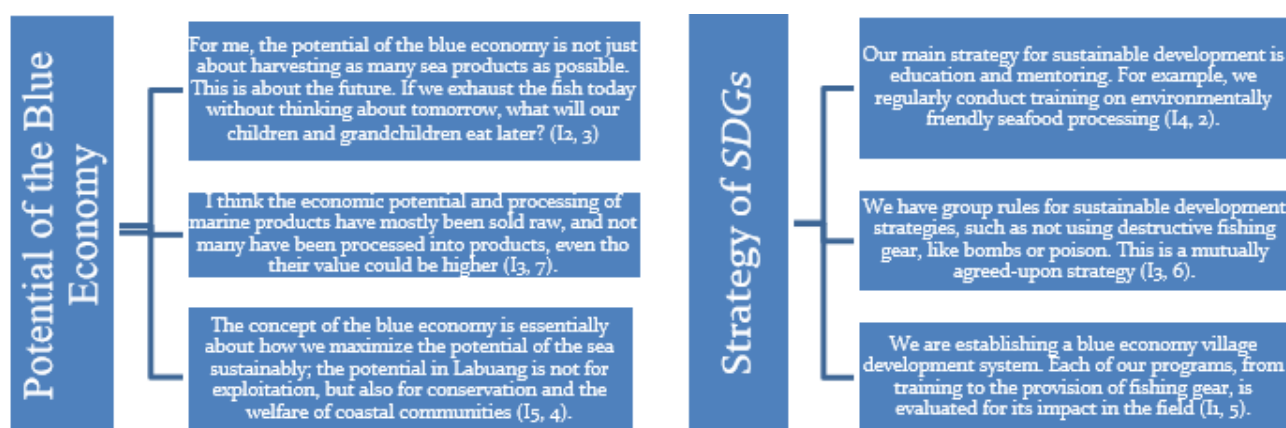 Potential of the Blue
Economy
For me, the potential of the blue economy is not just
about harvesting as many sea products as possible.
This is about the future. If we exhaust the fish today
without thinking about tomorrow, what will our
children and grandchildren eat later? (I2, 3)
I think the economic potential and processing of
marine products have mostly been sold raw, and not
many have been processed into products, even tho
their value could be higher (I3, 7).
The concept of the blue economy is essentially
about how we maximize the potential of the sea
sustainably; the potential in Labuang is not for
exploitation, but also for conservation and the
welfare of coastal communities (I5, 4).
Strategy of SDGs
Our main strategy for sustainable development is
education and mentoring. For example, we
regularly conduct training on environmentally
friendly seafood processing (I4, 2).
We have group rules for sustainable development
strategies, such as not using destructive fishing
gear, like bombs or poison. This is a mutually
agreed-upon strategy (I3, 6).
We are establishing a blue economy village
development system. Each of our programs, from
training to the provision of fishing gear, is
evaluated for its impact in the field (I1, 5).